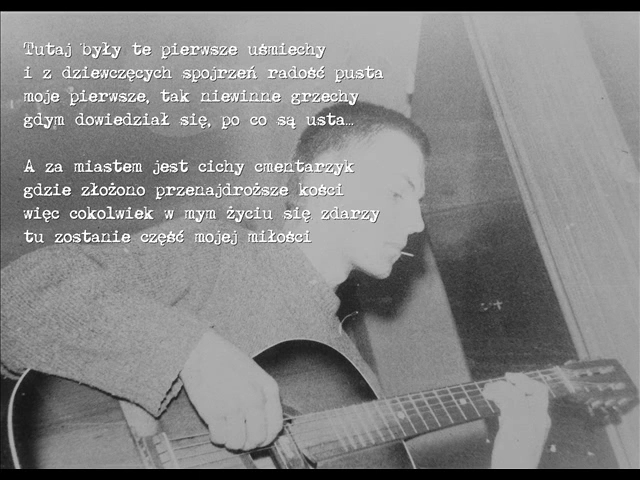 Tutaj były te pierwsze uśmiechy
i z dziewczęcych spojrzeń radość pusta
moje pierwsze, tak niewinne grzechy
gdym dowiedział się, po co są usta...
A za miastem jest cichy cmentarzyk
gdzie złożono przenajdroższe kości
więc cokolwiek w mym życiu się zdarzy
tu zostanie część mojej miłości